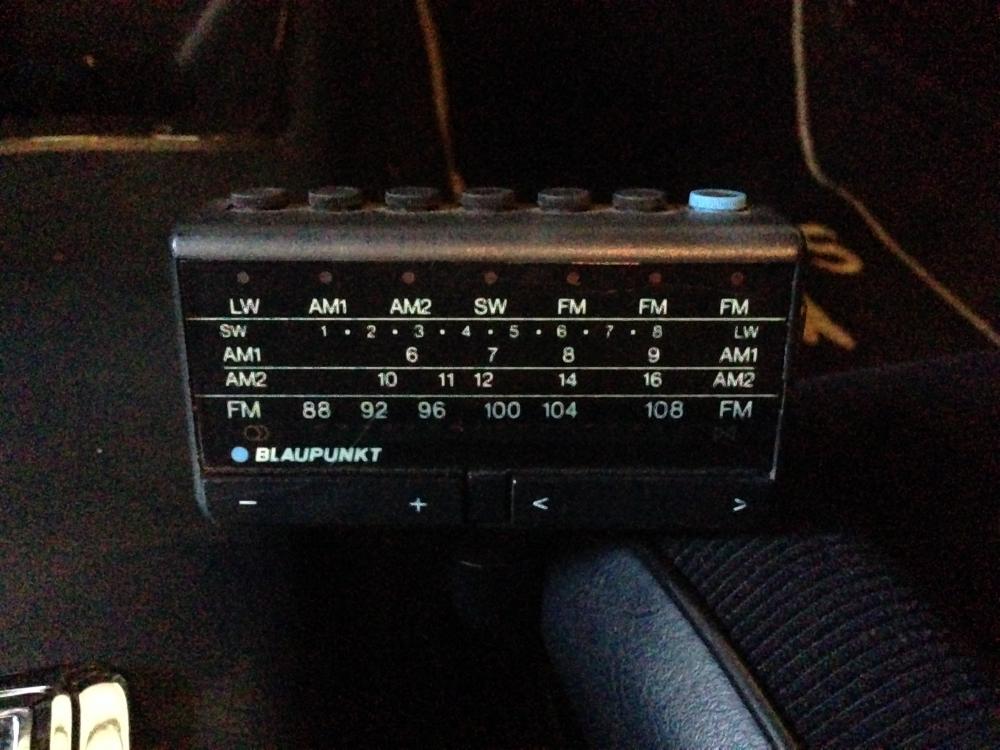 LW AM1 AM2 SW FM FM FM
SW 1 • 2 • 3 • 4 • 5 • 6 • 7 • 8 LW
AM1 6 7 8 9 AM1
AM2 10 11 12 14 16 AM2
FM 88 92 96 100 104 108 FM
BLAUPUNKT
− + < >